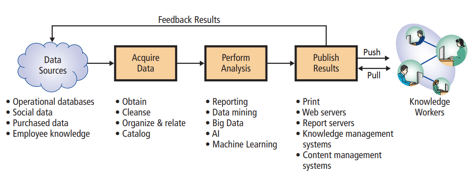 Feedback Results
Data
Sources
Acquire
Data
Perform
Analysis
Publish
Results
Push
Pull
Knowledge
Workers
• Operational databases
• Social data
• Purchased data
• Employee knowledge
• Obtain
• Cleanse
• Organize & relate
• Catalog
• Reporting
• Data mining
• Big Data
• AI
• Machine Learning
• Print
• Web servers
• Report servers
• Knowledge management
systems
• Content management
systems